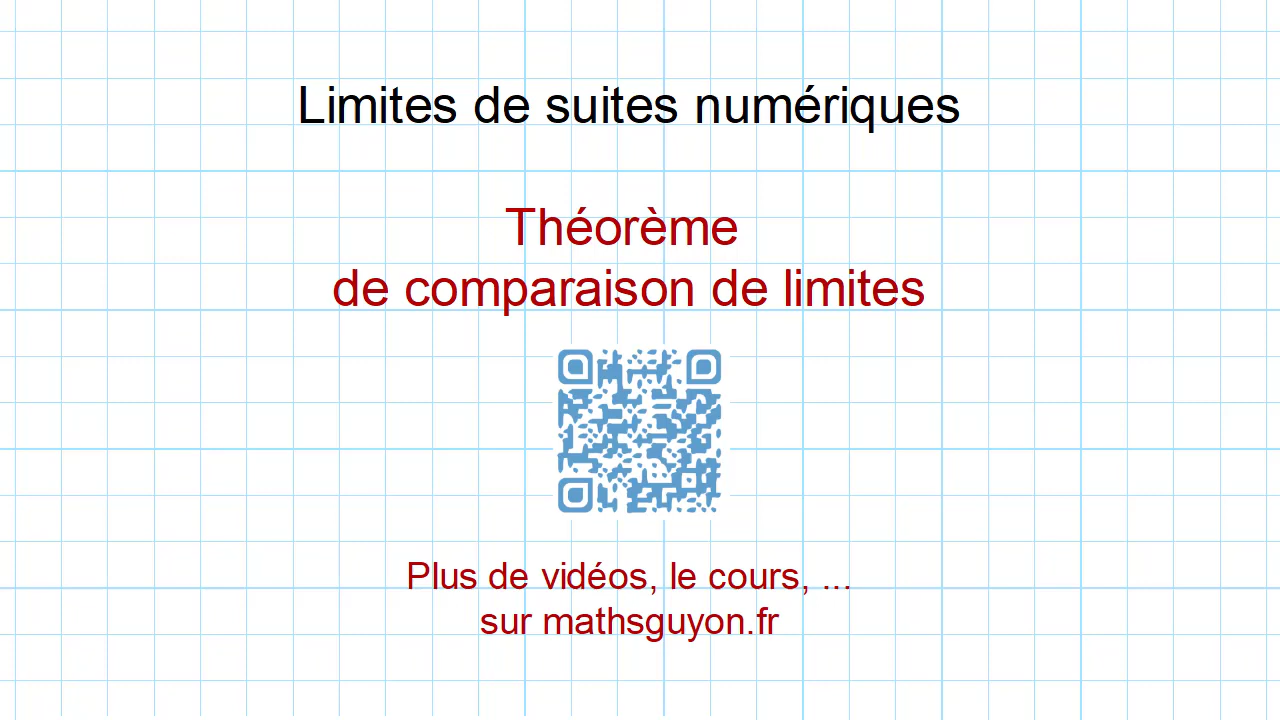 Limites de suites numériques
Théorème
de comparaison de limites
Plus de vidéos, le cours, ...
sur mathsguyon.fr